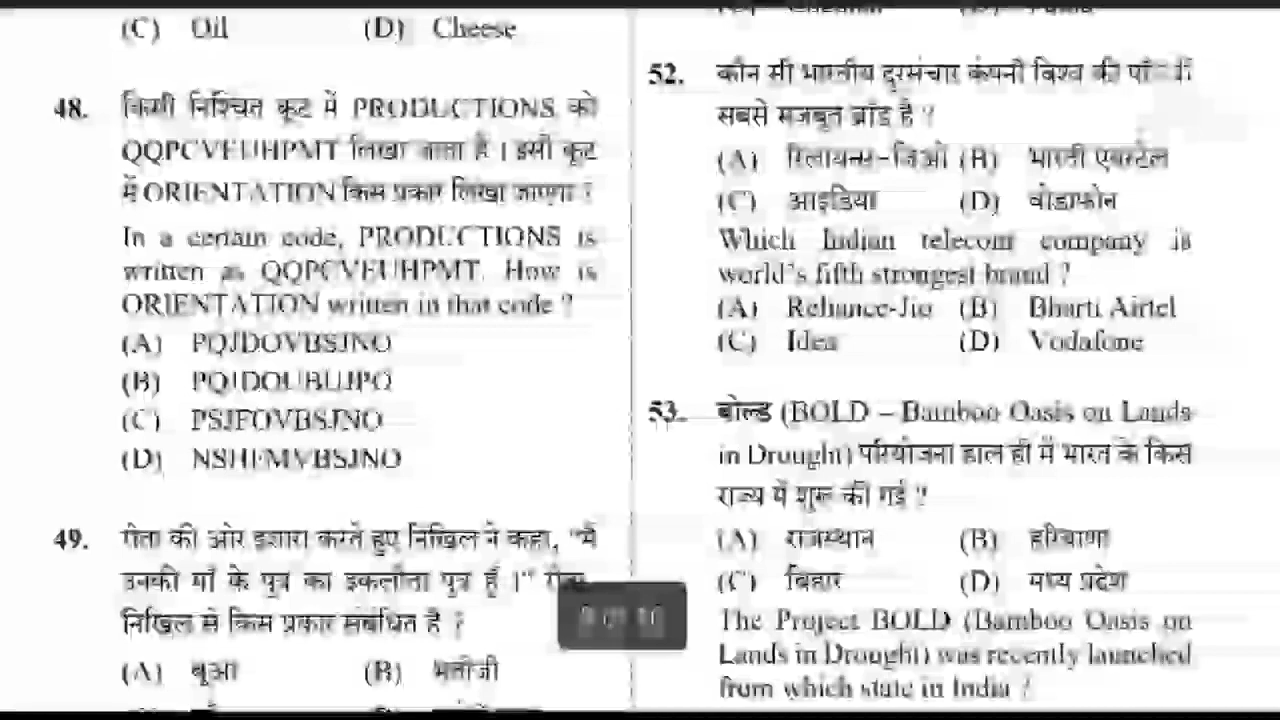 (C) Oil (D) Cheese
48. किसी निश्चित कूट में PRODUCTIONS को
QQPCVEUHPMT लिखा जाता है । इसी कूट
में ORIENTATION किस प्रकार लिखा जाएगा ?
In a certain code, PRODUCTIONS is
written as QQPCVEUHPMT. How is
ORIENTATION written in that code ?
(A) PQJDOVBSJNO
(B) PQJDOUBUJPO
(C) PSJFOVBSJNO
(D) NSHFMVBSJNO
49. गीता की ओर इशारा करते हुए निखिल ने कहा, "मैं
उनकी माँ के पुत्र का इकलौता पुत्र हूँ ।"
निखिल से किस प्रकार संबंधित है ?
(A) बूआ (B) भतीजी
52. कौन सी भारतीय दूरसंचार कंपनी विश्व की
सबसे मजबूत ब्रांड है ?
(A) रिलायन्स-जिओ (B) भारती एयरटेल
(C) आइडिया (D) वोडाफोन
Which Indian telecom company is
world's fifth strongest brand ?
(A) Reliance-Jio (B) Bharti Airtel
(C) Idea (D) Vodafone
53. बोल्ड (BOLD – Bamboo Oasis on Lands
in Drought) परियोजना हाल ही में भारत के किस
राज्य में शुरू की गई ?
(A) राजस्थान (B) हरियाणा
(C) बिहार (D) मध्य प्रदेश
The Project BOLD (Bamboo Oasis on
Lands in Drought) was recently launched
from which state in India ?